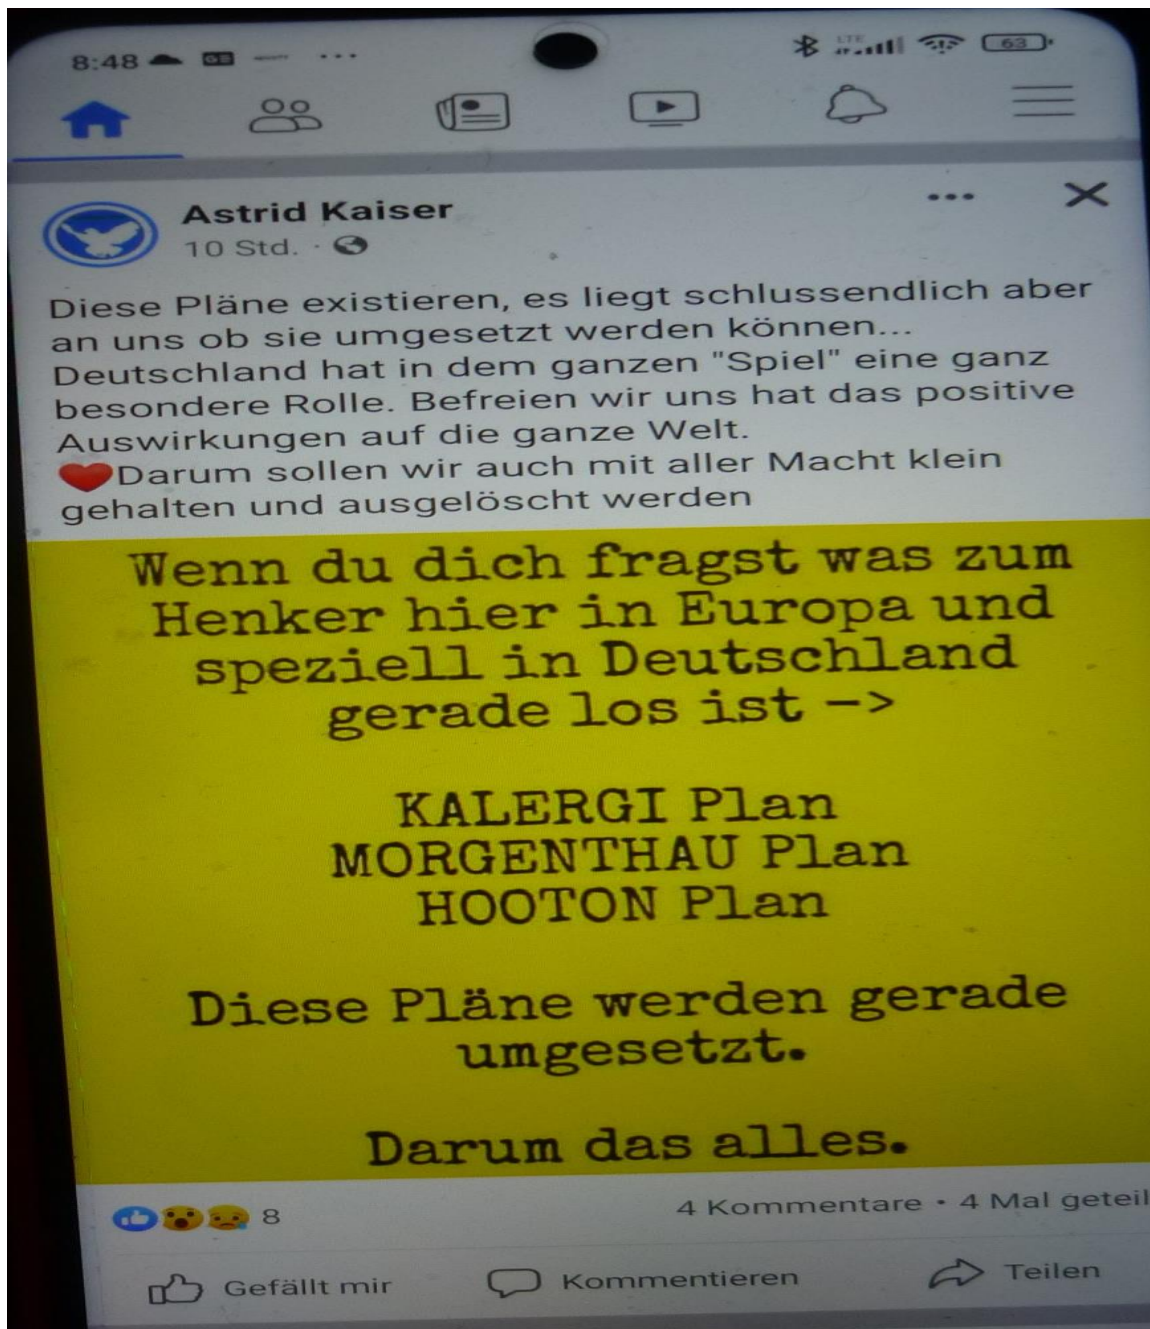 8:48
63
Astrid Kaiser
10 Std. ·
Diese Pläne existieren, es liegt schlussendlich aber
an uns ob sie umgesetzt werden können...
Deutschland hat in dem ganzen "Spiel" eine ganz
besondere Rolle. Befreien wir uns hat das positive
Auswirkungen auf die ganze Welt.
❤️Darum sollen wir auch mit aller Macht klein
gehalten und ausgelöscht werden
Wenn du dich fragst was zum
Henker hier in Europa und
speziell in Deutschland
gerade los ist ->
KALERGI Plan
MORGENTHAU Plan
HOOTON Plan
Diese Pläne werden gerade
umgesetzt.
Darum das alles.
8
4 Kommentare • 4 Mal geteil
Gefällt mir
Kommentieren
Teilen